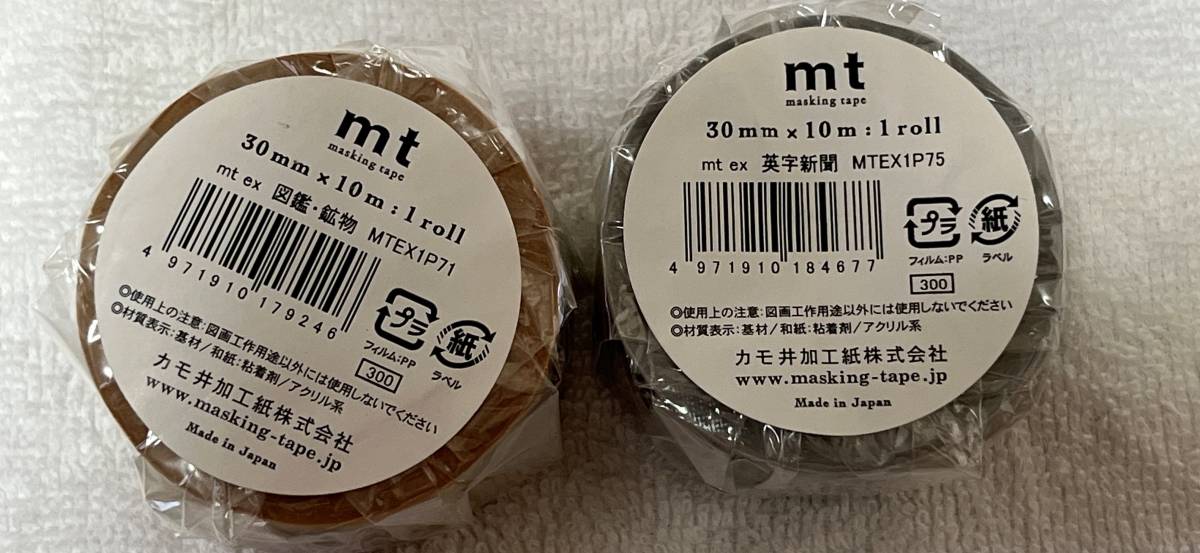 mt
masking tape
30mm×10m:1roll
mt ex 図鑑・鉱物 MTEX1P71
4 971910 179246
プラ
フィルム:PP
紙
ラベル
300
◎使用上の注意:図画工作用途以外には使用しないでください
◎材質表示:基材/和紙:粘着剤/アクリル系
カモ井加工紙株式会社
www.masking-tape.jp
Made in Japan
mt
masking tape
30mm×10m:1roll
mt ex 英字新聞 MTEX1P75
4 971910 184677
プラ
フィルム:PP
紙
ラベル
300
◎使用上の注意:図画工作用途以外には使用しないでください
◎材質表示:基材/和紙:粘着剤/アクリル系
カモ井加工紙株式会社
www.masking-tape.jp
Made in Japan